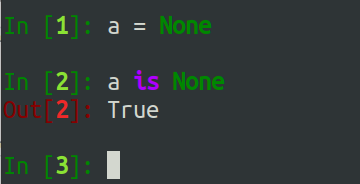 In [1]: a = None
In [2]: a is None
Out[2]: True
In [3]: